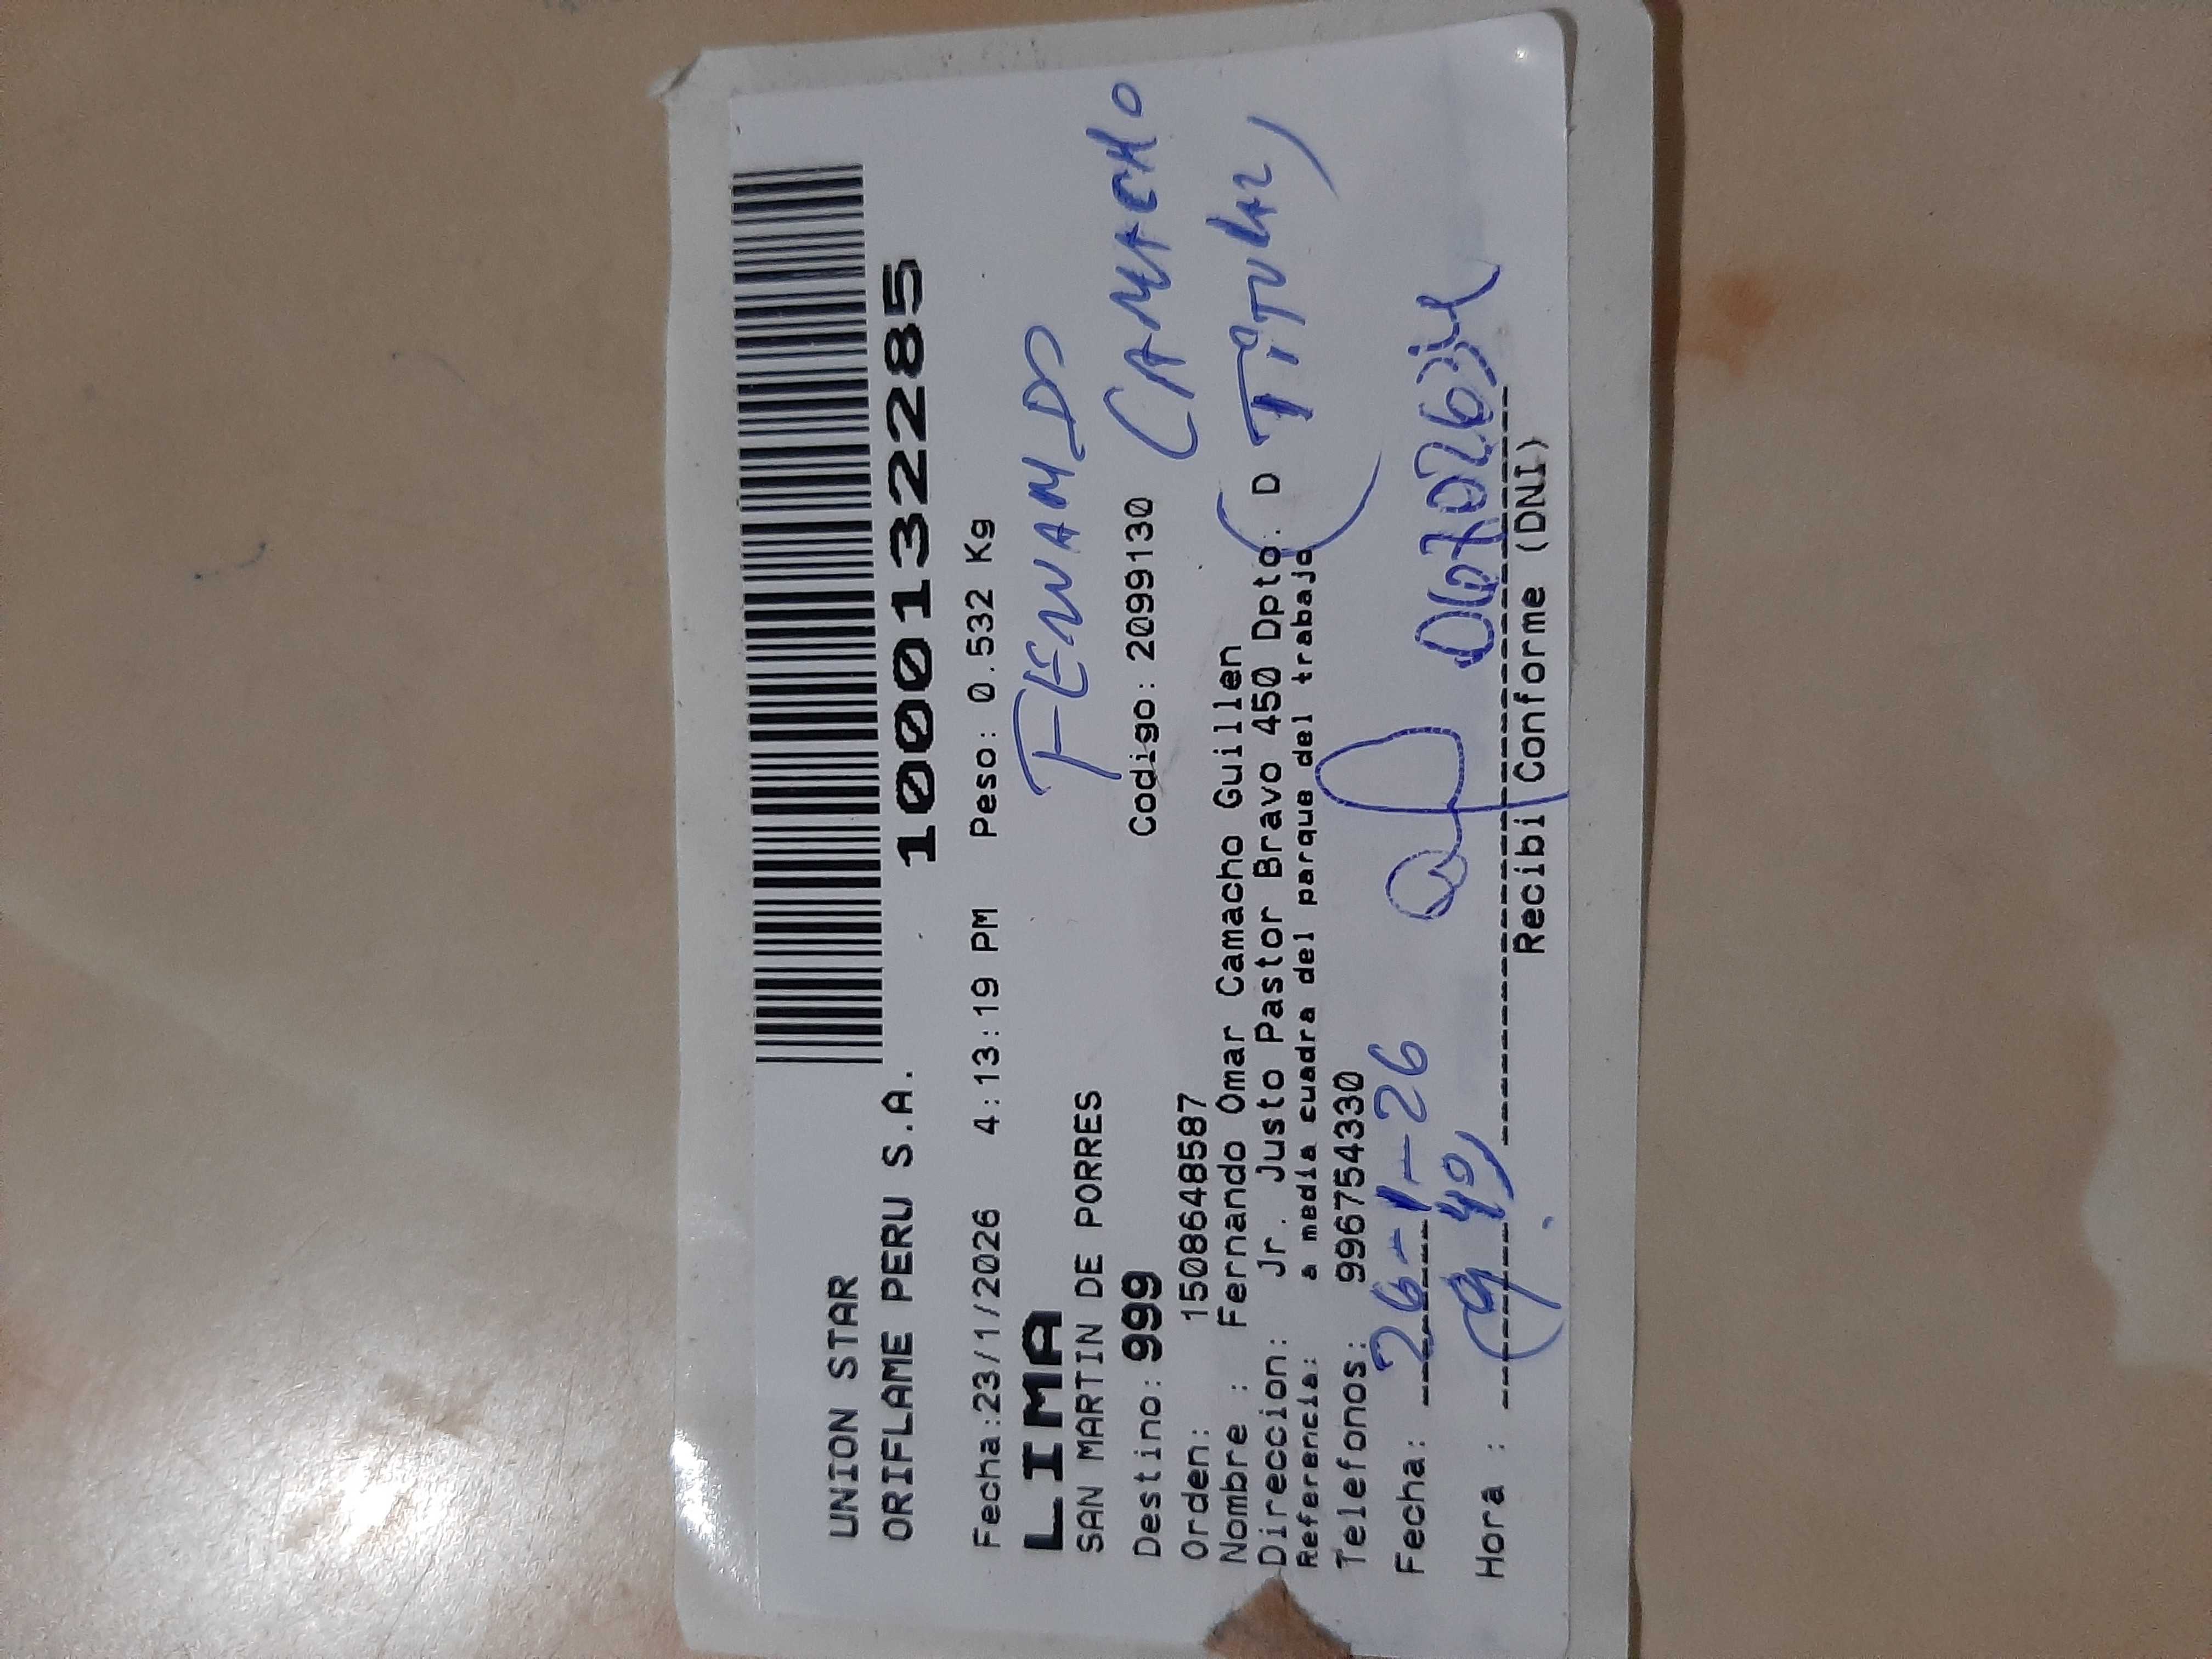 UNION STAR
ORIFLAME PERU S.A. 10001322285
Fecha:23/1/2026 4:13:19 PM Peso: 0.532 Kg
LIMA
SAN MARTIN DE PORRES
FERNANDO
Destino: 999 Codigo: 2099130
CAMACHO
Orden: 1508648587
Nombre : Fernando Omar Camacho Guillen
(TITULAR)
Direccion: Jr. Justo Pastor Bravo 450 Dpto. D
Referencia: a media cuadra del parque del trabajo
Telefonos: 996754330
Fecha: 26-1-26
Hora :
Recibi Conforme (DNI)